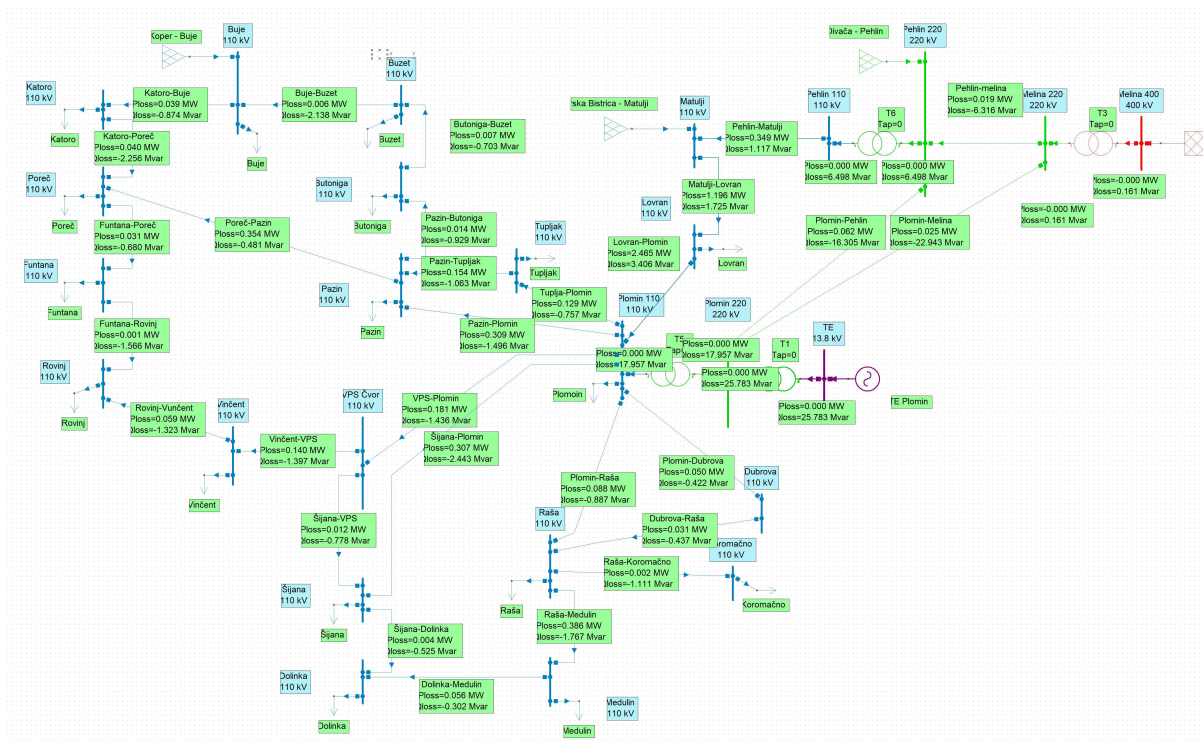 Koper - Buje
Buje
110 kV
Divača - Pehlin
Pehlin 220
220 kV
Katoro
110 kV
Katoro-Buje
Ploss=0.039 MW
Qloss=-0.874 Mvar
Buje-Buzet
Ploss=0.006 MW
Qloss=-2.138 Mvar
Buzet
110 kV
rska Bistrica - Matulji
Matulji
110 kV
Pehlin 110
110 kV
T6
Tap=0
Pehlin-melina
Ploss=0.019 MW
Qloss=-6.316 Mvar
Melina 220
220 kV
T3
Tap=0
Melina 400
400 kV
Katoro
Katoro-Poreč
Ploss=0.040 MW
Qloss=-2.256 Mvar
Buje
Buzet
Butoniga-Buzet
Ploss=0.007 MW
Qloss=-0.703 Mvar
Pehlin-Matulji
Ploss=0.349 MW
Qloss=1.117 Mvar
Ploss=0.000 MW
Qloss=6.498 Mvar
Ploss=0.000 MW
Qloss=6.498 Mvar
Ploss=-0.000 MW
Qloss=0.161 Mvar
Ploss=-0.000 MW
Qloss=0.161 Mvar
Poreč
110 kV
Poreč
Butoniga
110 kV
Butoniga
Matulji-Lovran
Ploss=1.196 MW
Qloss=1.725 Mvar
Lovran
110 kV
Funtana-Poreč
Ploss=0.031 MW
Qloss=-0.680 Mvar
Poreč-Pazin
Ploss=0.354 MW
Qloss=-0.481 Mvar
Pazin-Butoniga
Ploss=0.014 MW
Qloss=-0.929 Mvar
Tupljak
110 kV
Lovran-Plomin
Ploss=2.465 MW
Qloss=3.406 Mvar
Lovran
Plomin-Pehlin
Ploss=0.062 MW
Qloss=-16.305 Mvar
Plomin-Melina
Ploss=0.025 MW
Qloss=-22.943 Mvar
Funtana
110 kV
Funtana
Pazin-Tupljak
Ploss=0.154 MW
Qloss=-1.063 Mvar
Tupljak
Pazin
110 kV
Pazin
Tuplja-Plomin
Ploss=0.129 MW
Qloss=-0.757 Mvar
Plomin 110
110 kV
Plomin 220
220 kV
Funtana-Rovinj
Ploss=0.001 MW
Qloss=-1.566 Mvar
Pazin-Plomin
Ploss=0.309 MW
Qloss=-1.496 Mvar
T5
Ploss=0.000 MW
Qloss=17.957 Mvar
Ploss=0.000 MW
Qloss=17.957 Mvar
T1
Tap=0
TE
13.8 kV
Ploss=0.000 MW
Qloss=25.783 Mvar
Ploss=0.000 MW
Qloss=25.783 Mvar
TE Plomin
Plomoin
Rovinj
110 kV
Rovinj
Rovinj-Vunčent
Ploss=0.059 MW
Qloss=-1.323 Mvar
Vinčent
110 kV
VPS Čvor
110 kV
VPS-Plomin
Ploss=0.181 MW
Qloss=-1.436 Mvar
Vinčent-VPS
Ploss=0.140 MW
Qloss=-1.397 Mvar
Šijana-Plomin
Ploss=0.307 MW
Qloss=-2.443 Mvar
Vinčent
Plomin-Raša
Ploss=0.088 MW
Qloss=-0.887 Mvar
Plomin-Dubrova
Ploss=0.050 MW
Qloss=-0.422 Mvar
Dubrova
110 kV
Šijana-VPS
Ploss=0.012 MW
Qloss=-0.778 Mvar
Raša
110 kV
Dubrova-Raša
Ploss=0.031 MW
Qloss=-0.437 Mvar
oromačno
110 kV
Raša-Koromačno
Ploss=0.002 MW
Qloss=-1.111 Mvar
Koromačno
Šijana
110 kV
Šijana
Raša
Raša-Medulin
Ploss=0.386 MW
Qloss=-1.767 Mvar
Šijana-Dolinka
Ploss=0.004 MW
Qloss=-0.525 Mvar
Dolinka
110 kV
Dolinka
Dolinka-Medulin
Ploss=0.056 MW
Qloss=-0.302 Mvar
Medulin
110 kV
Medulin